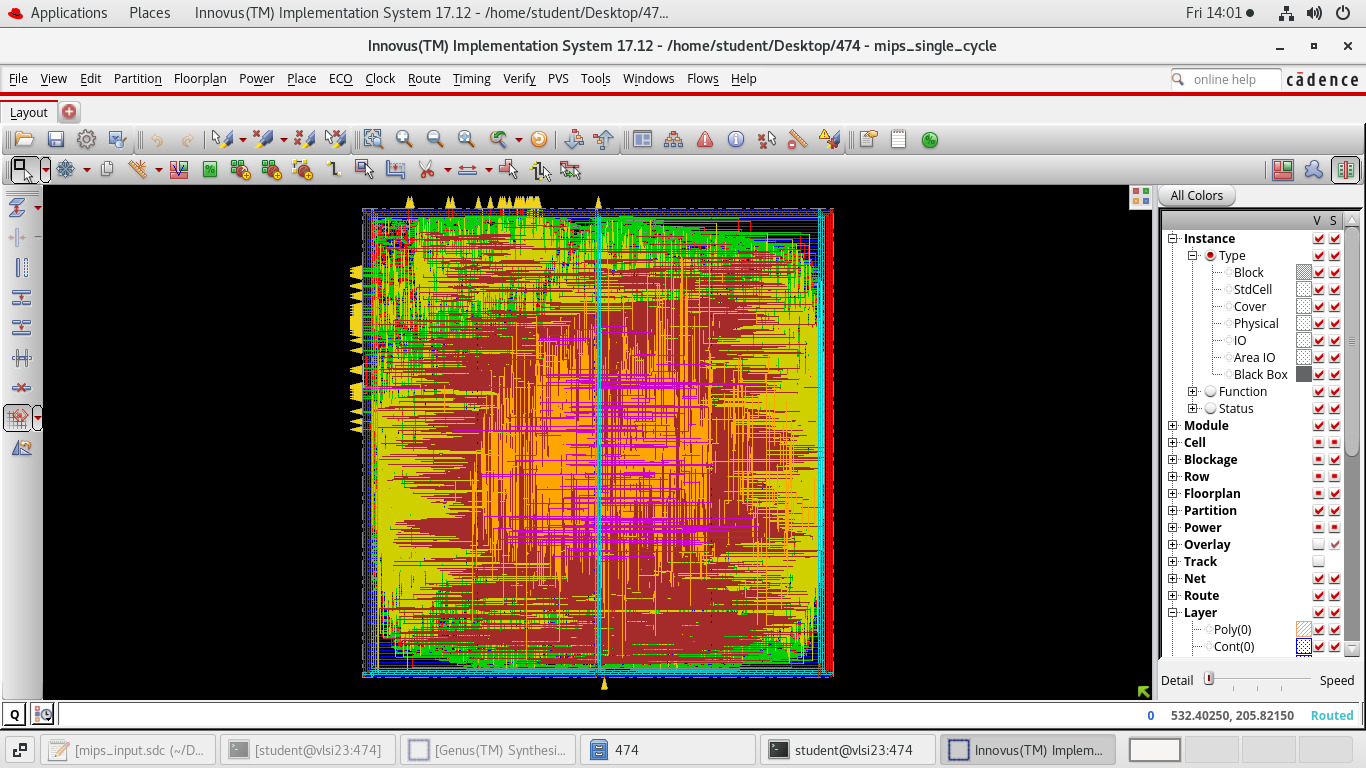 Applications Places Innovus(TM) Implementation System 17.12 - /home/student/Desktop/47... Fri 14:01
Innovus(TM) Implementation System 17.12 - /home/student/Desktop/474 - mips_single_cycle
File View Edit Partition Floorplan Power Place ECO Clock Route Timing Verify PVS Tools Windows Flows Help online help cādence
Layout
All Colors
V S
Instance
Type
Block
StdCell
Cover
Physical
IO
Area IO
Black Box
Function
Status
Module
Cell
Blockage
Row
Floorplan
Partition
Power
Overlay
Track
Net
Route
Layer
Poly(0)
Cont(0)
Detail Speed
Q 0 532.40250, 205.82150 Routed
[mips_input.sdc (~/D... [student@vlsi23:474] [Genus(TM) Synthesi... 474 student@vlsi23:474 Innovus(TM) Implem...